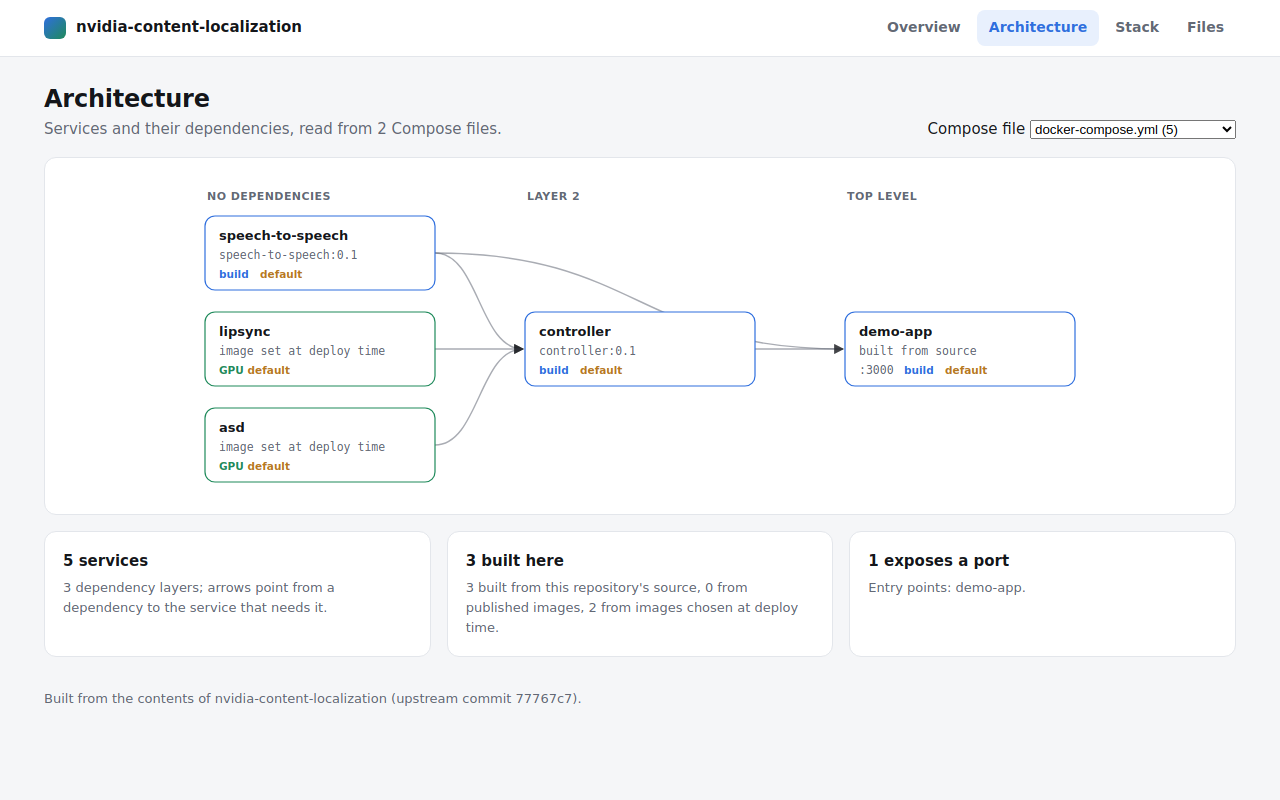 nvidia-content-localization
Overview
Architecture
Stack
Files
Architecture
Services and their dependencies, read from 2 Compose files.
Compose file
docker-compose.yml (5)
NO DEPENDENCIES
LAYER 2
TOP LEVEL
speech-to-speech
speech-to-speech:0.1
build default
lipsync
image set at deploy time
GPU default
controller
controller:0.1
build default
demo-app
built from source
:3000 build default
asd
image set at deploy time
GPU default
5 services
3 dependency layers; arrows point from a
dependency to the service that needs it.
3 built here
3 built from this repository's source, 0 from
published images, 2 from images chosen at deploy
time.
1 exposes a port
Entry points: demo-app.
Built from the contents of nvidia-content-localization (upstream commit 77767c7).